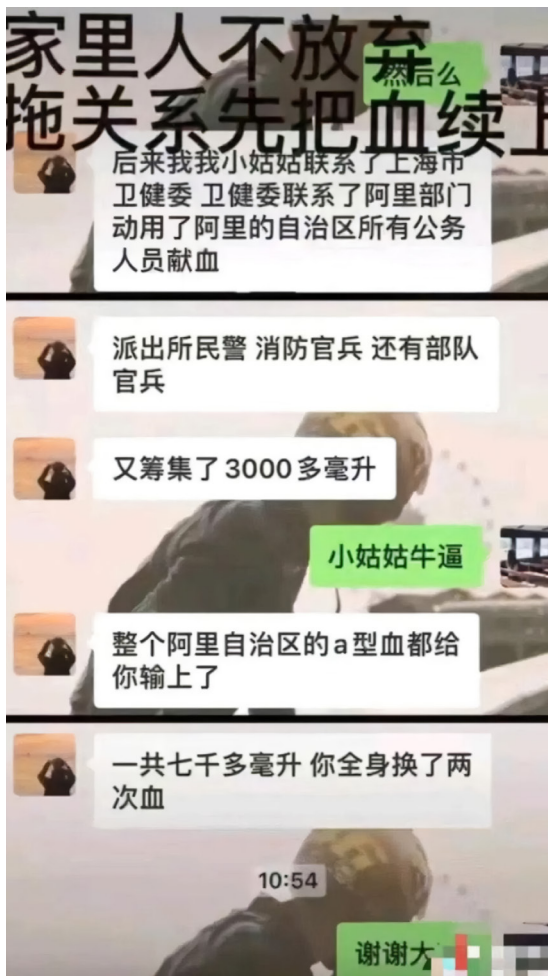 家里人不放弃
拖关系先把血续上
然后么
后来我我小姑姑联系了上海市
卫健委 卫健委联系了阿里部门
动用了阿里的自治区所有公务
人员献血
派出所民警 消防官兵 还有部队
官兵
又筹集了3000多毫升
小姑姑牛逼
整个阿里自治区的a型血都给
你输上了
一共七千多毫升 你全身换了两
次血
10:54
谢谢大